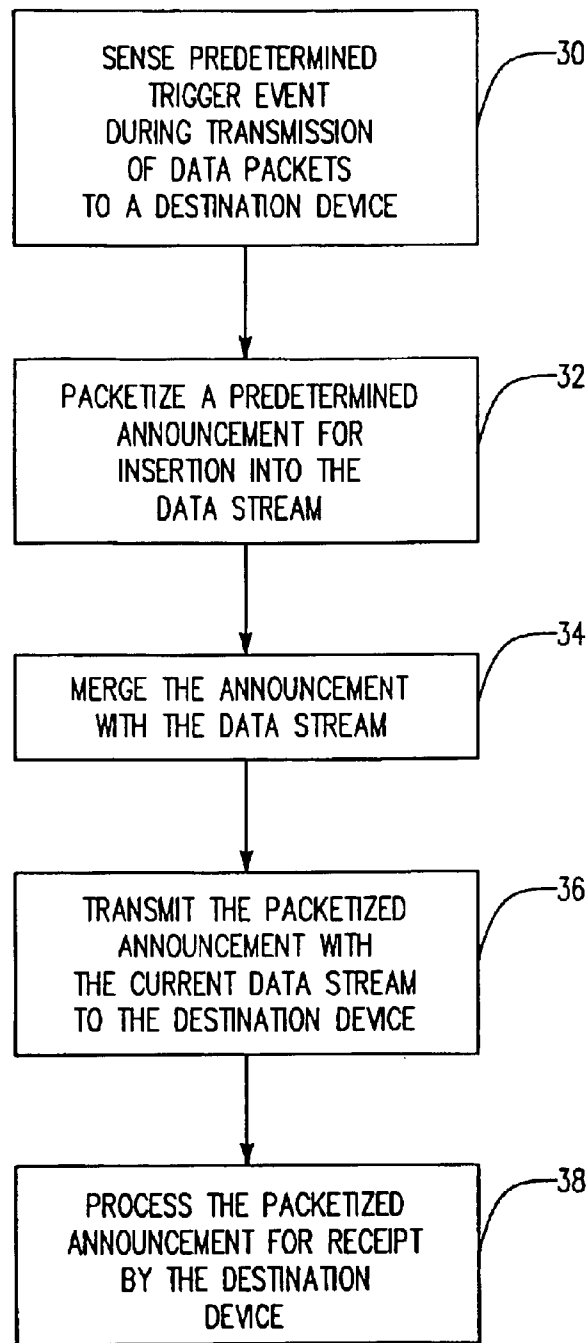 SENSE PREDETERMINED
TRIGGER EVENT
DURING TRANSMISSION
OF DATA PACKETS
TO A DESTINATION DEVICE
30
PACKETIZE A PREDETERMINED
ANNOUNCEMENT FOR
INSERTION INTO THE
DATA STREAM
32
MERGE THE ANNOUNCEMENT
WITH THE DATA STREAM
34
TRANSMIT THE PACKETIZED
ANNOUNCEMENT WITH
THE CURRENT DATA STREAM
TO THE DESTINATION DEVICE
36
PROCESS THE PACKETIZED
ANNOUNCEMENT FOR RECEIPT
BY THE DESTINATION
DEVICE
38